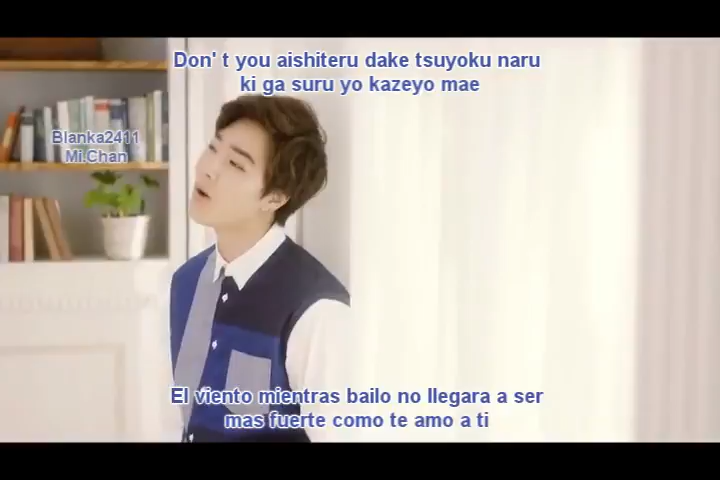 Don' t you aishiteru dake tsuyoku naru
ki ga suru yo kazeyo mae
Blanka2411
Mi.Chan
El viento mientras bailo no llegara a ser
mas fuerte como te amo a ti